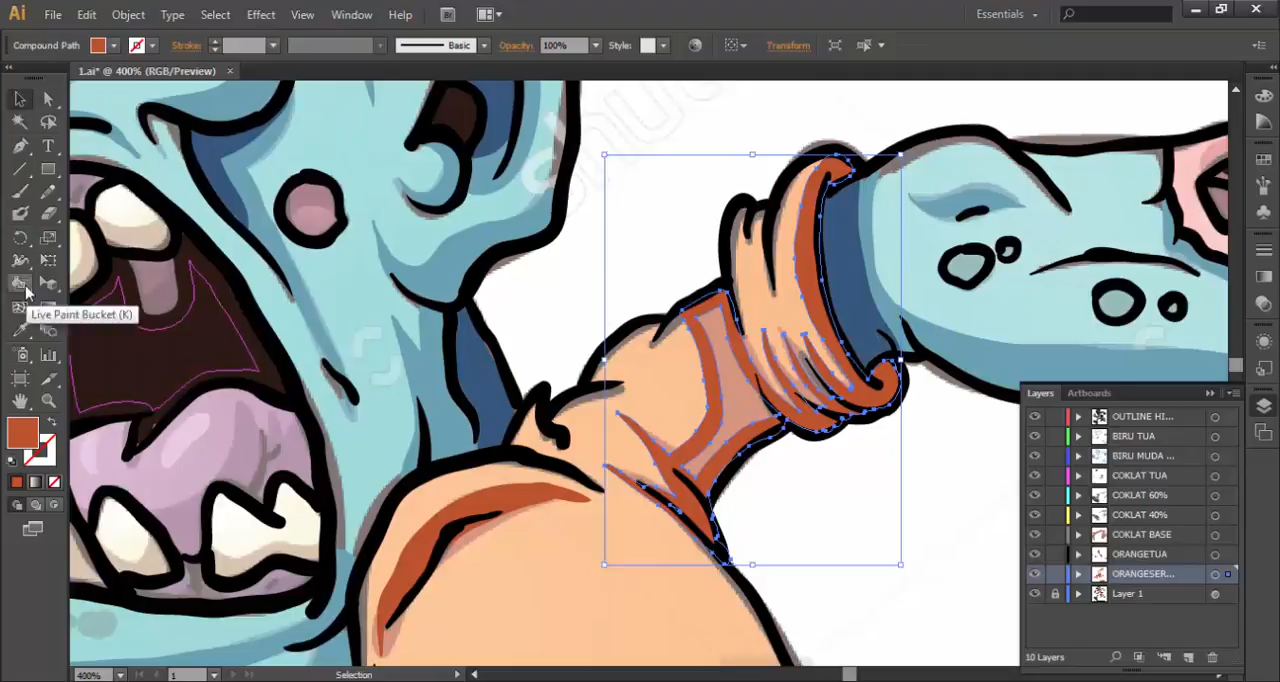 Ai File Edit Object Type Select Effect View Window Help Br Essentials
Compound Path Stroke: Basic Opacity: 100% Style: Transform
1.ai* @ 400% (RGB/Preview) ×
Live Paint Bucket (K)
Layers Artboards
OUTLINE HI...
BIRU TUA
BIRU MUDA ...
COKLAT TUA
COKLAT 60%
COKLAT 40%
COKLAT BASE
ORANGETUA
ORANGESER...
Layer 1
10 Layers
400% 1 Selection